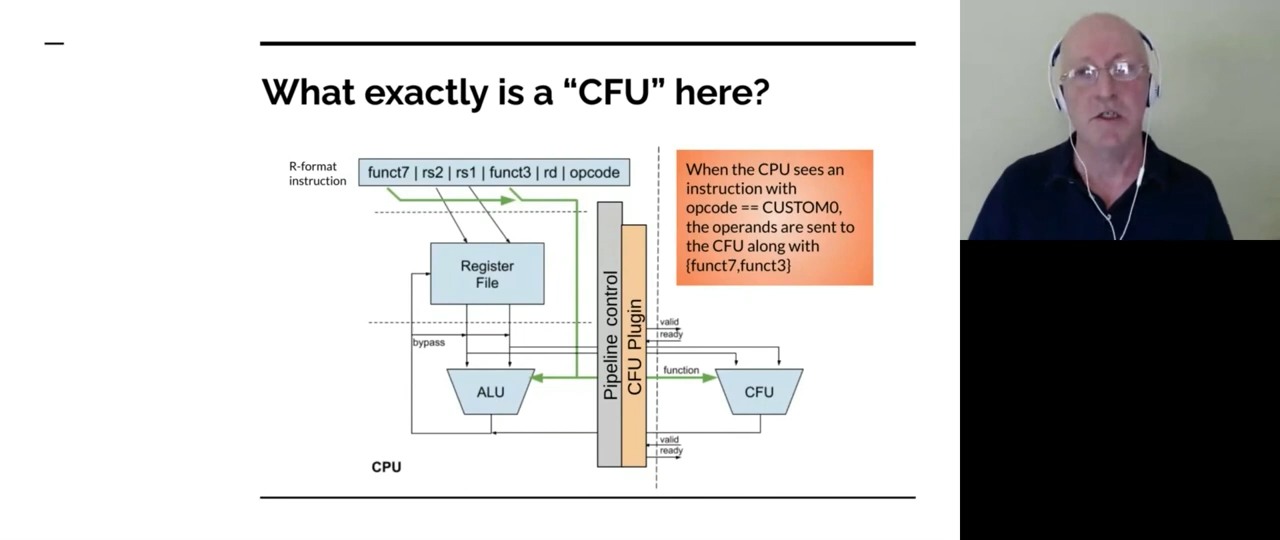 What exactly is a “CFU” here?
R-format
instruction
funct7 | rs2 | rs1 | funct3 | rd | opcode
When the CPU sees an
instruction with
opcode == CUSTOM0,
the operands are sent to
the CFU along with
{funct7,funct3}
Register
File
Pipeline control
CFU Plugin
valid
ready
bypass
function
ALU
CFU
valid
ready
CPU